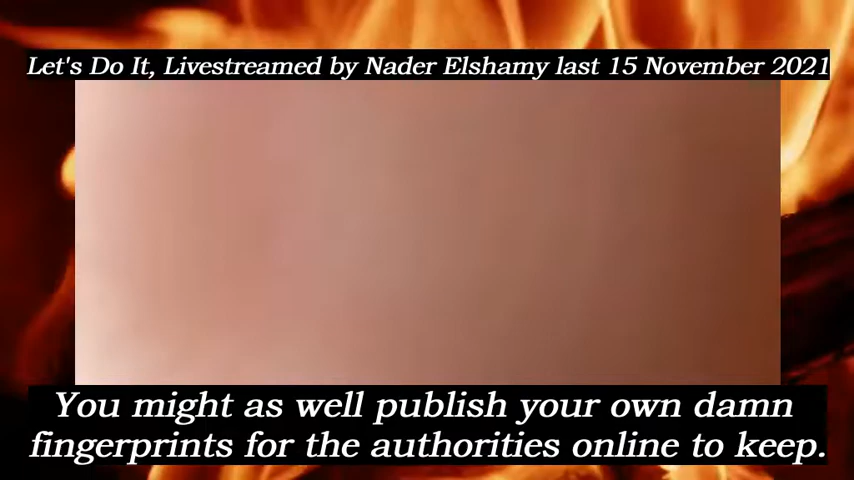 Let's Do It, Livestreamed by Nader Elshamy last 15 November 2021
You might as well publish your own damn
fingerprints for the authorities online to keep.